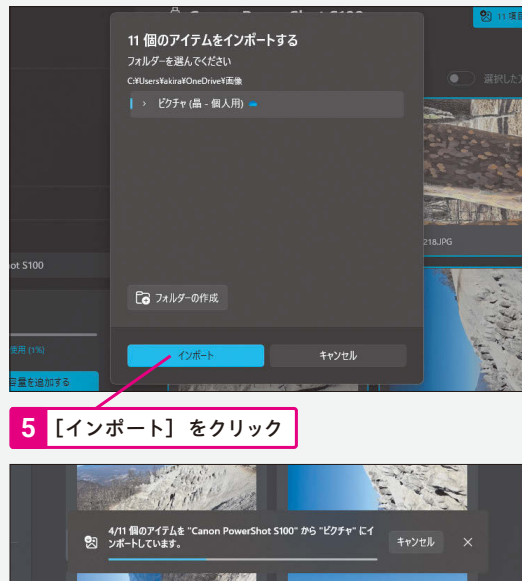 Canon PowerShot S100
11 項目
11 個のアイテムをインポートする
フォルダーを選んでください
C:¥Users¥akira¥OneDrive¥画像
選択した
ピクチャ (晶 - 個人用)
218.JPG
ot S100
フォルダーの作成
使用 (1%)
インポート
キャンセル
容量を追加する
5 [インポート] をクリック
4/11 個のアイテムを "Canon PowerShot S100" から "ピクチャ" にイ
ンポートしています。
キャンセル